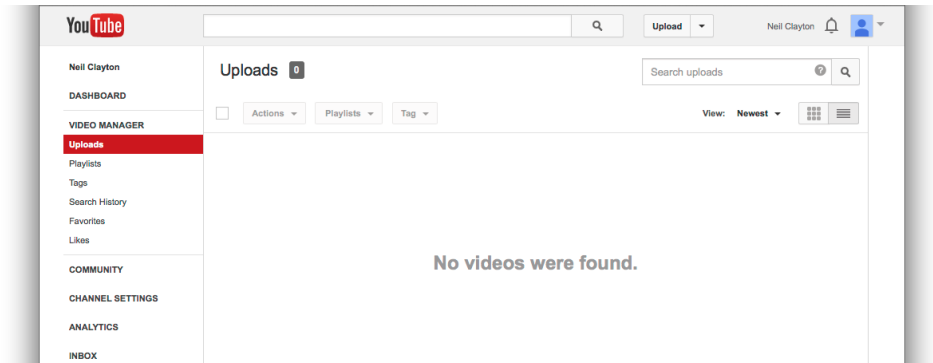 YouTube
Upload
Neil Clayton
Neil Clayton
DASHBOARD
VIDEO MANAGER
Uploads
Playlists
Tags
Search History
Favorites
Likes
COMMUNITY
CHANNEL SETTINGS
ANALYTICS
INBOX
Uploads 0
Search uploads ?
Actions Playlists Tag View: Newest
No videos were found.